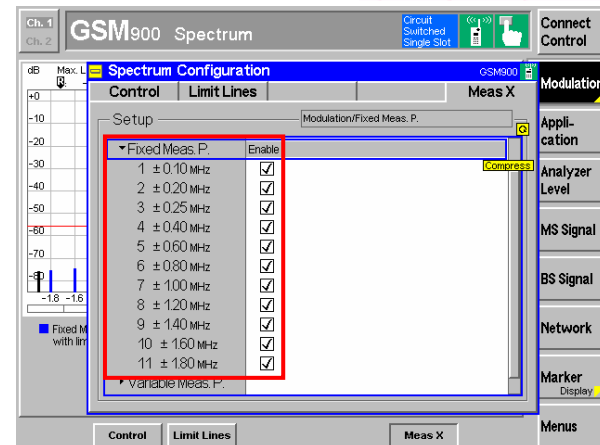 Ch. 1
Ch. 2
GSM900 Spectrum
Circuit
Switched
Single Slot
Connect
Control
dB Max. L
Spectrum Configuration
GSM900
Control
Limit Lines
Meas X
Modulation
Setup
Modulation/Fixed Meas. P.
G
Appli-
cation
Fixed Meas. P.
Enable
Compress
1 ±0.10 MHz
2 ±0.20 MHz
3 ±0.25 MHz
4 ±0.40 MHz
5 ±0.60 MHz
6 ±0.80 MHz
7 ±1.00 MHz
8 ±1.20 MHz
9 ±1.40 MHz
10 ±1.60 MHz
11 ±1.80 MHz
Variable Meas. P.
+0
-10
-20
-30
-40
-50
-60
-70
-80
-1.8 -1.6
Fixed M
with lim
Analyzer
Level
MS Signal
BS Signal
Network
Marker
Display
Menus
Control
Limit Lines
Meas X